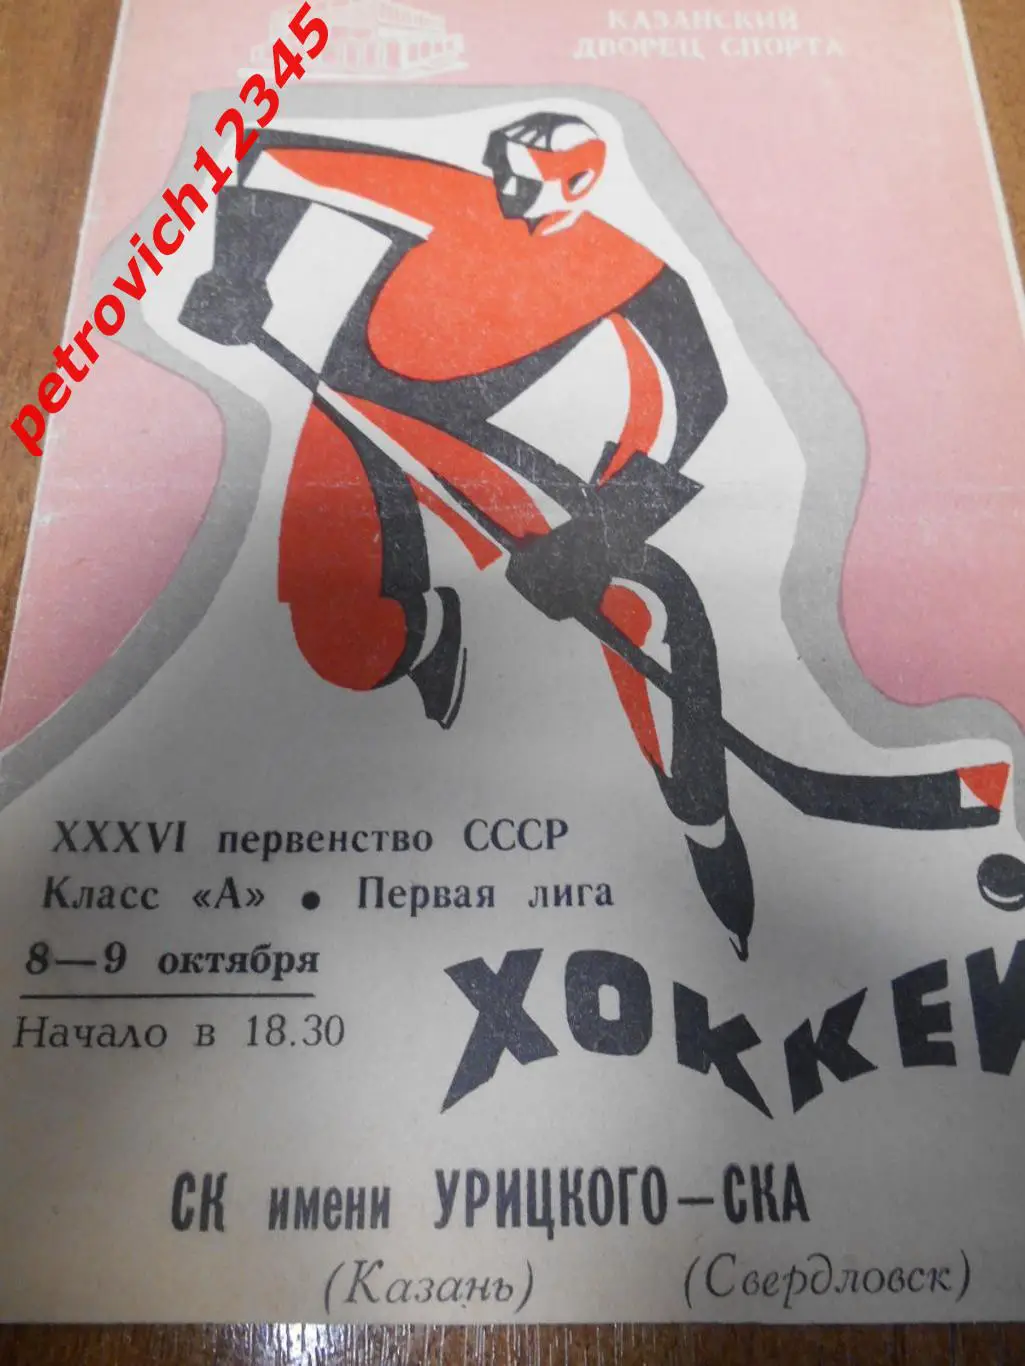 КАЗАНСКИЙ
ДВОРЕЦ СПОРТА
petrovich12345
XXXVI первенство СССР
Класс «А» • Первая лига
8—9 октября
Начало в 18.30
ХОККЕЙ
СК имени УРИЦКОГО—СКА
(Казань) (Свердловск)